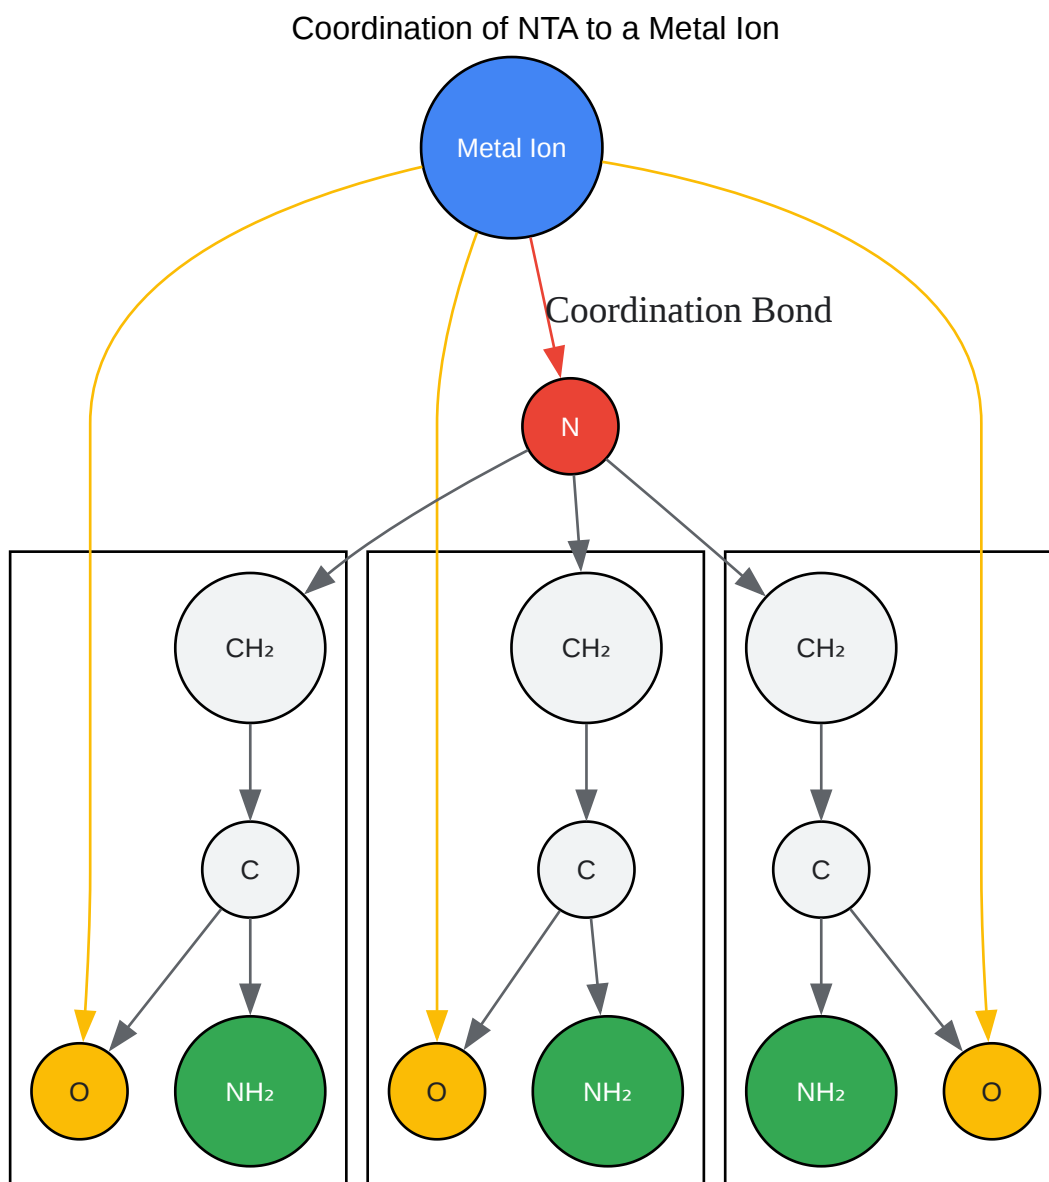 Coordination of NTA to a Metal Ion
Metal Ion
Coordination Bond
N
CH₂ CH₂ CH₂
C C C
O NH₂ O NH₂ NH₂ O